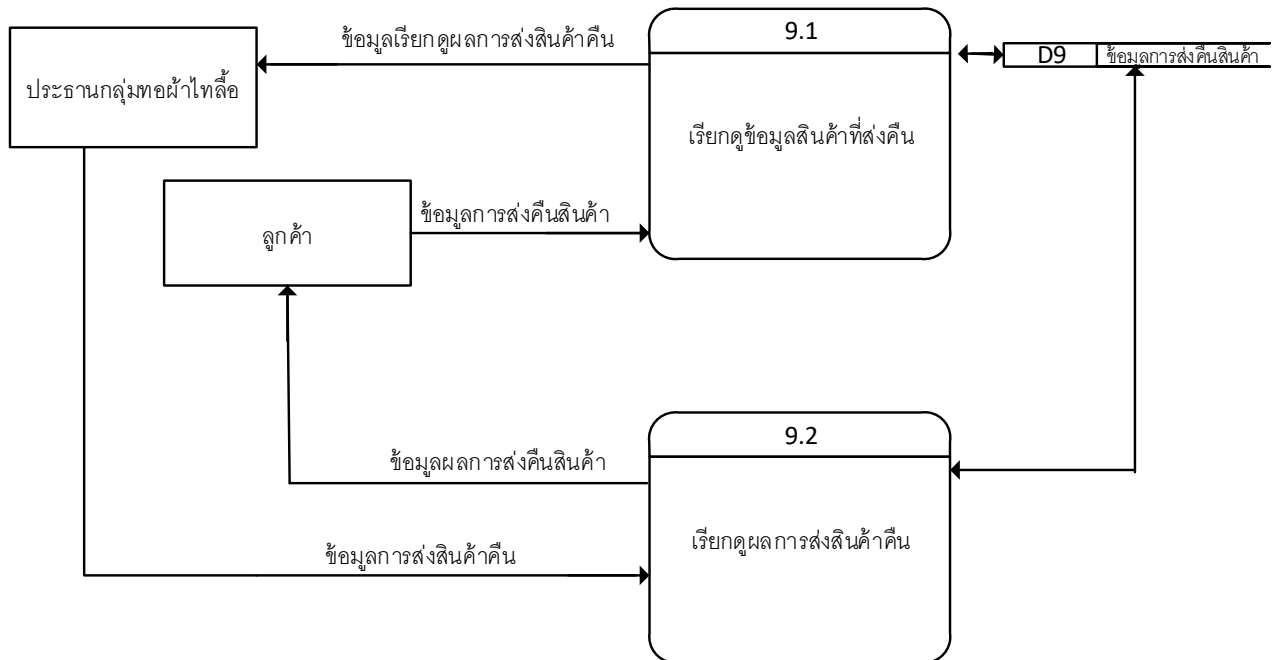 9.1
ข้อมูลเรียกดูผลการส่งสินค้าคืน
D9 ข้อมูลการส่งคืนสินค้า
ประธานกลุ่มทอผ้าไทลื้อ
เรียกดูข้อมูลสินค้าที่ส่งคืน
ข้อมูลการส่งคืนสินค้า
ลูกค้า
9.2
ข้อมูลผลการส่งคืนสินค้า
เรียกดูผลการส่งสินค้าคืน
ข้อมูลการส่งสินค้าคืน